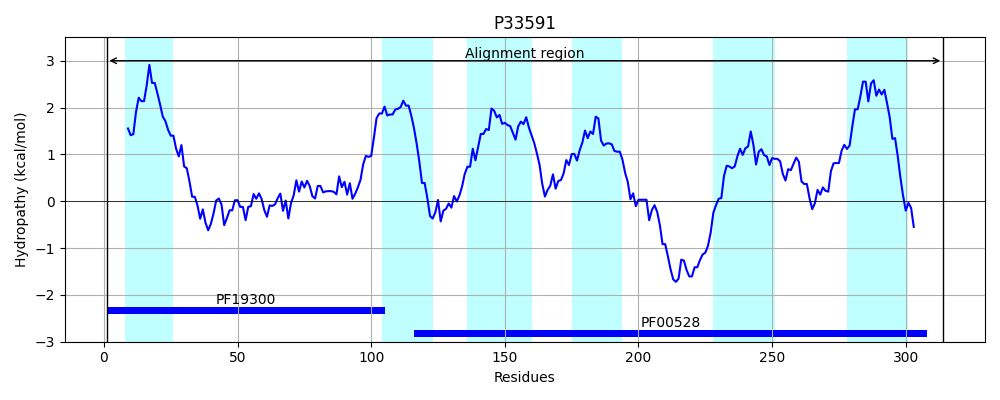 P33591
Alignment region
Hydropathy (kcal/mol)
3
2
1
0
−1
−2
−3
PF19300
PF00528
0 50 100 150 200 250 300
Residues